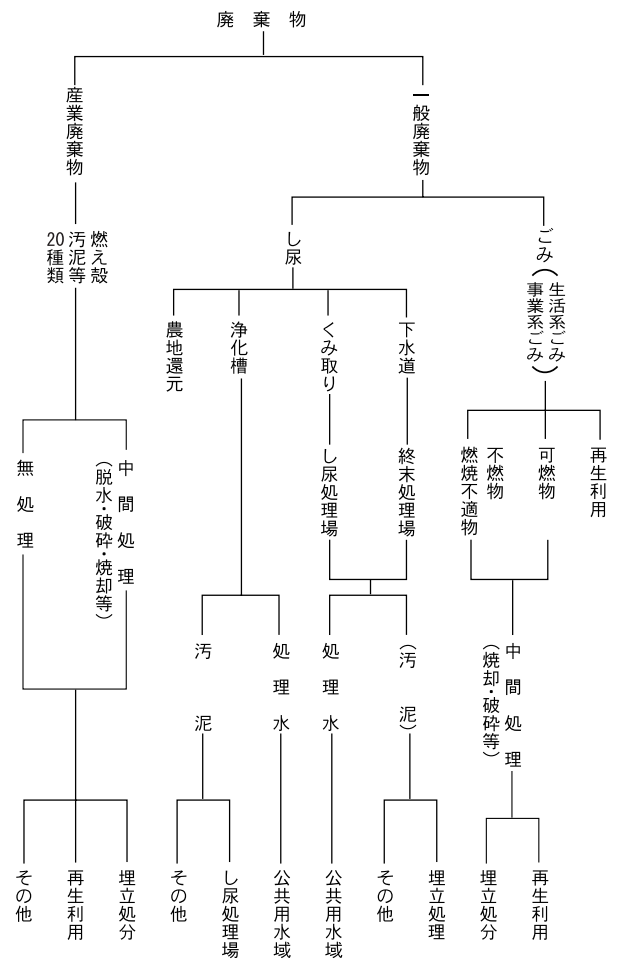 廃棄物
産業廃棄物
一般廃棄物
燃え殻
汚泥等
20種類
し尿
ごみ
（生活系ごみ
事業系ごみ）
農地還元
浄化槽
くみ取り
下水道
無処理
中間処理
（脱水・破砕・焼却等）
し尿処理場
終末処理場
不燃物
燃焼不適物
可燃物
再生利用
汚泥
処理水
処理水
（汚泥）
中間処理
（焼却・破砕等）
その他
再生利用
埋立処分
その他
し尿処理場
公共用水域
公共用水域
その他
埋立処理
埋立処分
再生利用